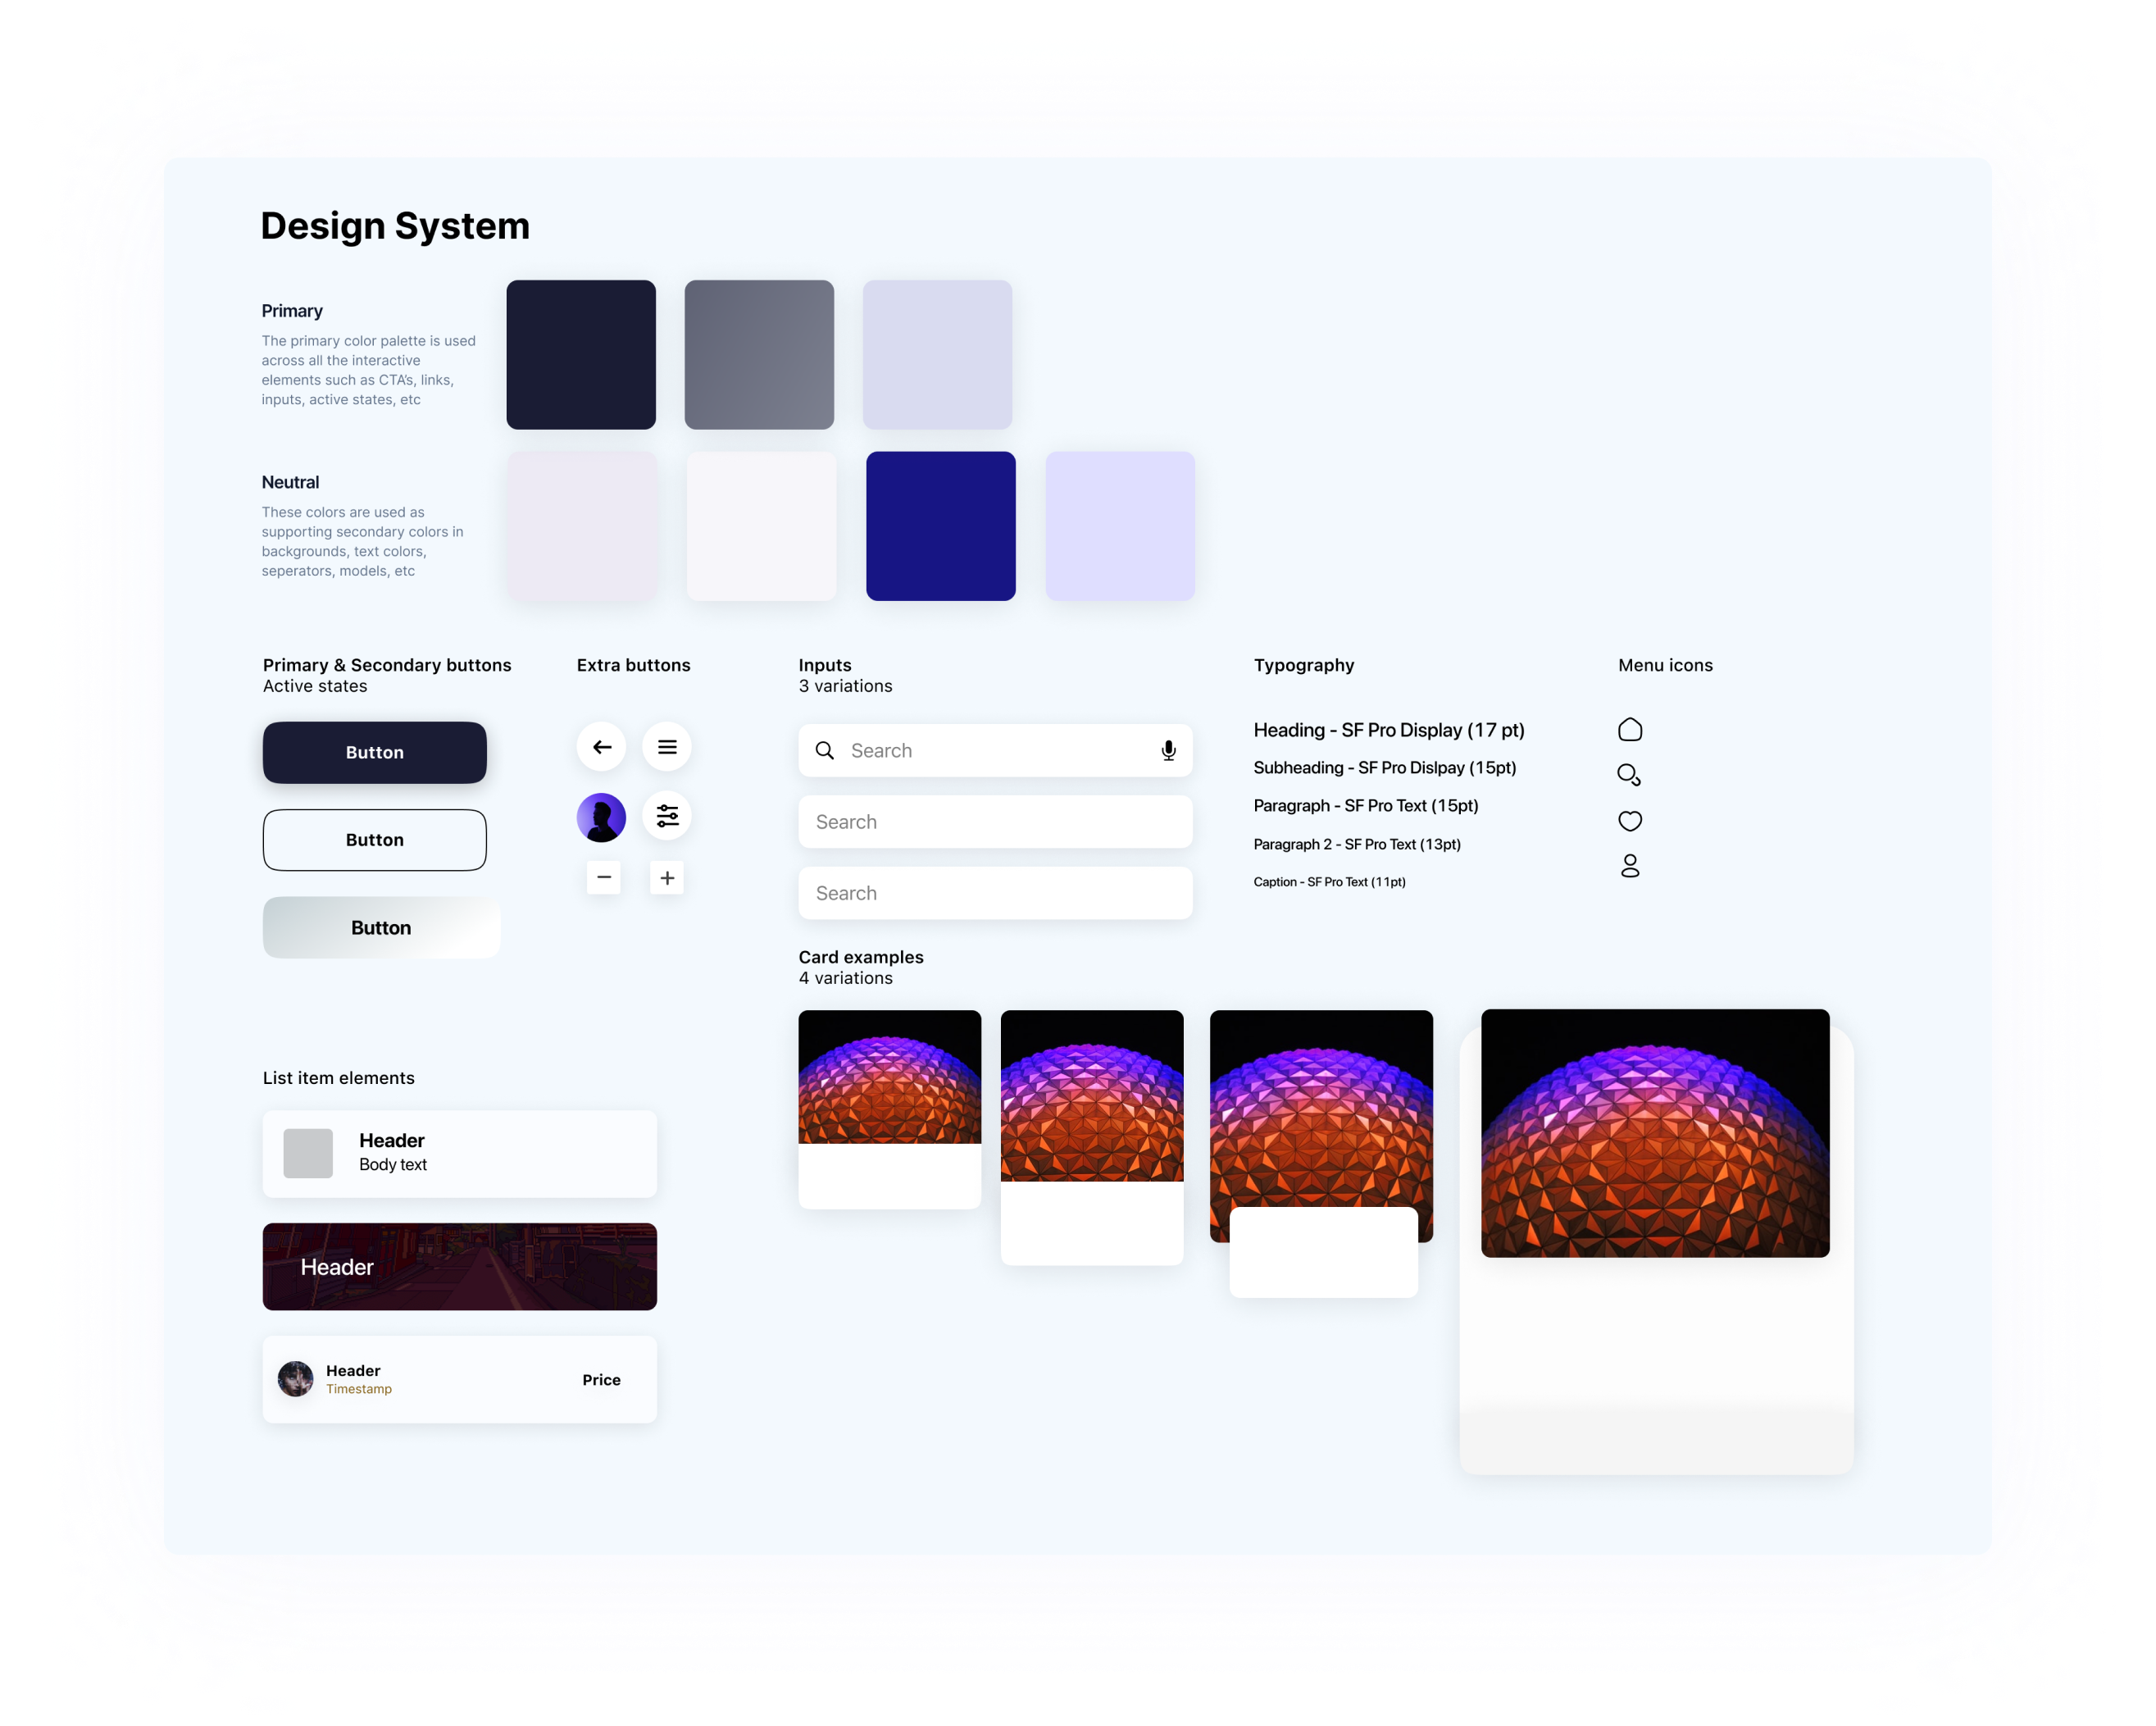 Design System
Primary
The primary color palette is used
across all the interactive
elements such as CTA’s, links,
inputs, active states, etc
Neutral
These colors are used as
supporting secondary colors in
backgrounds, text colors,
seperators, models, etc
Primary & Secondary buttons
Active states
Button
Button
Button
Extra buttons
Inputs
3 variations
Search
Search
Search
Typography
Heading - SF Pro Display (17 pt)
Subheading - SF Pro Dislpay (15pt)
Paragraph - SF Pro Text (15pt)
Paragraph 2 - SF Pro Text (13pt)
Caption - SF Pro Text (11pt)
Menu icons
Card examples
4 variations
List item elements
Header
Body text
Header
Header
Timestamp
Price